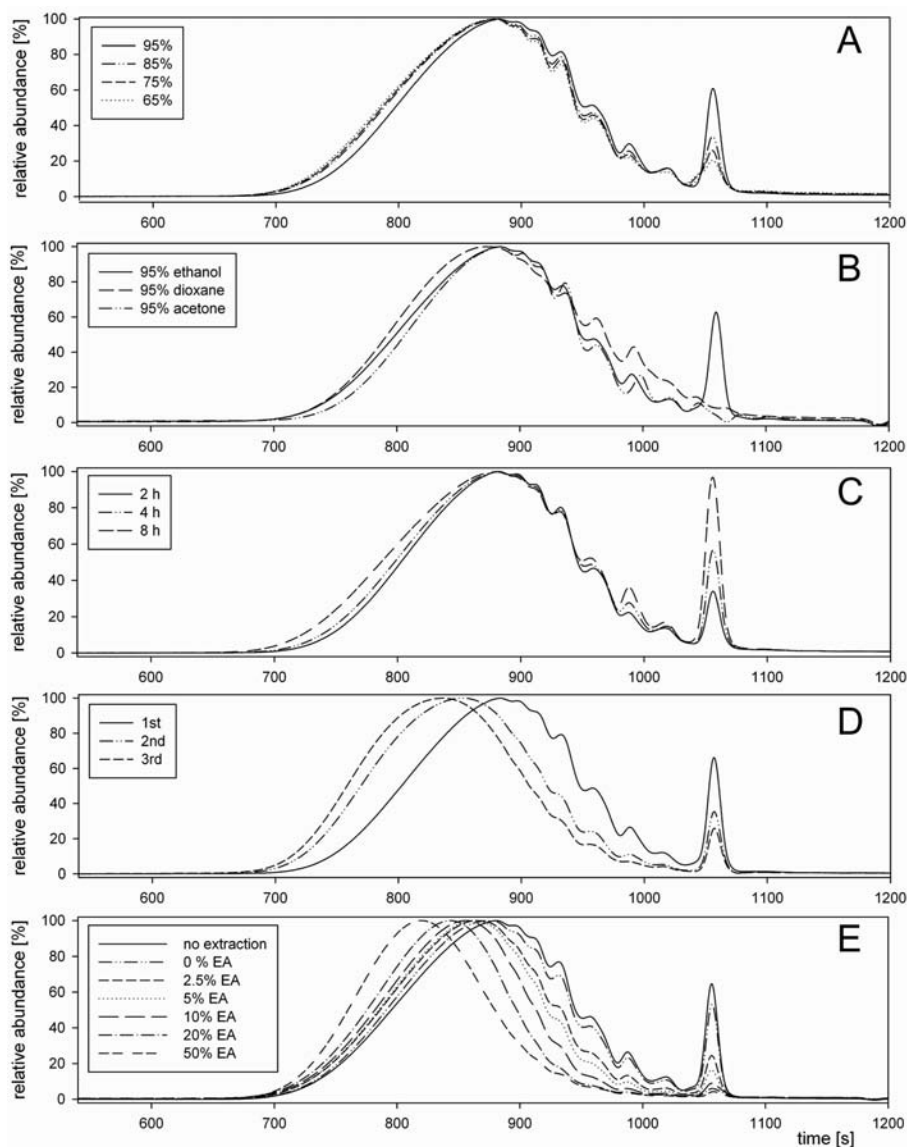 relative abundance [%]
100
80
60
40
20
0
95%
85%
75%
65%
A
600 700 800 900 1000 1100 1200
relative abundance [%]
100
80
60
40
20
0
95% ethanol
95% dioxane
95% acetone
B
600 700 800 900 1000 1100 1200
relative abundance [%]
100
80
60
40
20
0
2 h
4 h
8 h
C
600 700 800 900 1000 1100 1200
relative abundance [%]
100
80
60
40
20
0
1st
2nd
3rd
D
600 700 800 900 1000 1100 1200
relative abundance [%]
100
80
60
40
20
0
no extraction
0 % EA
2.5% EA
5% EA
10% EA
20% EA
50% EA
E
600 700 800 900 1000 1100 1200
time [s]